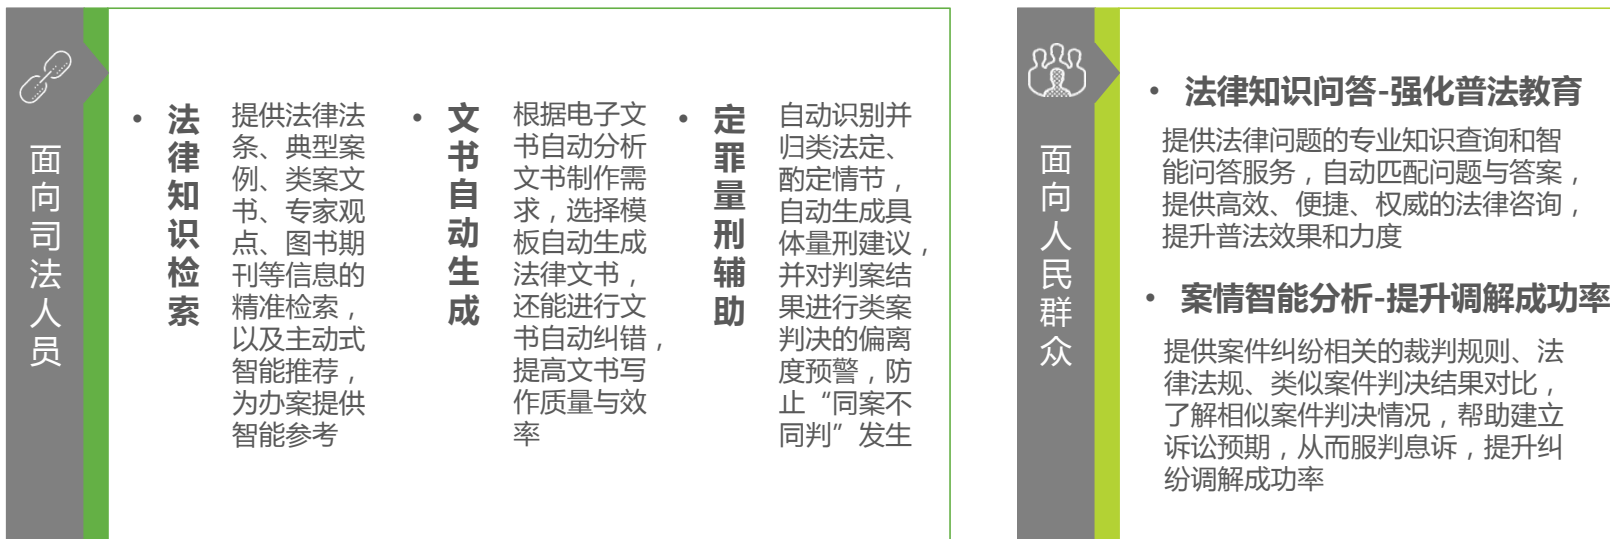 面向司法人员
• 法律知识检索
提供法律法
条、典型案
例、类案文
书、专家观
点、图书期
刊等信息的
精准检索，
以及主动式
智能推荐，
为办案提供
智能参考
• 文书自动生成
根据电子文
书自动分析
文书制作需
求，选择模
板自动生成
法律文书，
还能进行文
书自动纠错，
提高文书写
作质量与效
率
• 定罪量刑辅助
自动识别并
归类法定、
酌定情节，
自动生成具
体量刑建议，
并对判案结
果进行类案
判决的偏离
度预警，防
止“同案不
同判”发生
面向人民群众
• 法律知识问答-强化普法教育
提供法律问题的专业知识查询和智
能问答服务，自动匹配问题与答案，
提供高效、便捷、权威的法律咨询，
提升普法效果和力度
• 案情智能分析-提升调解成功率
提供案件纠纷相关的裁判规则、法
律法规、类似案件判决结果对比，
了解相似案件判决情况，帮助建立
诉讼预期，从而服判息诉，提升纠
纷调解成功率